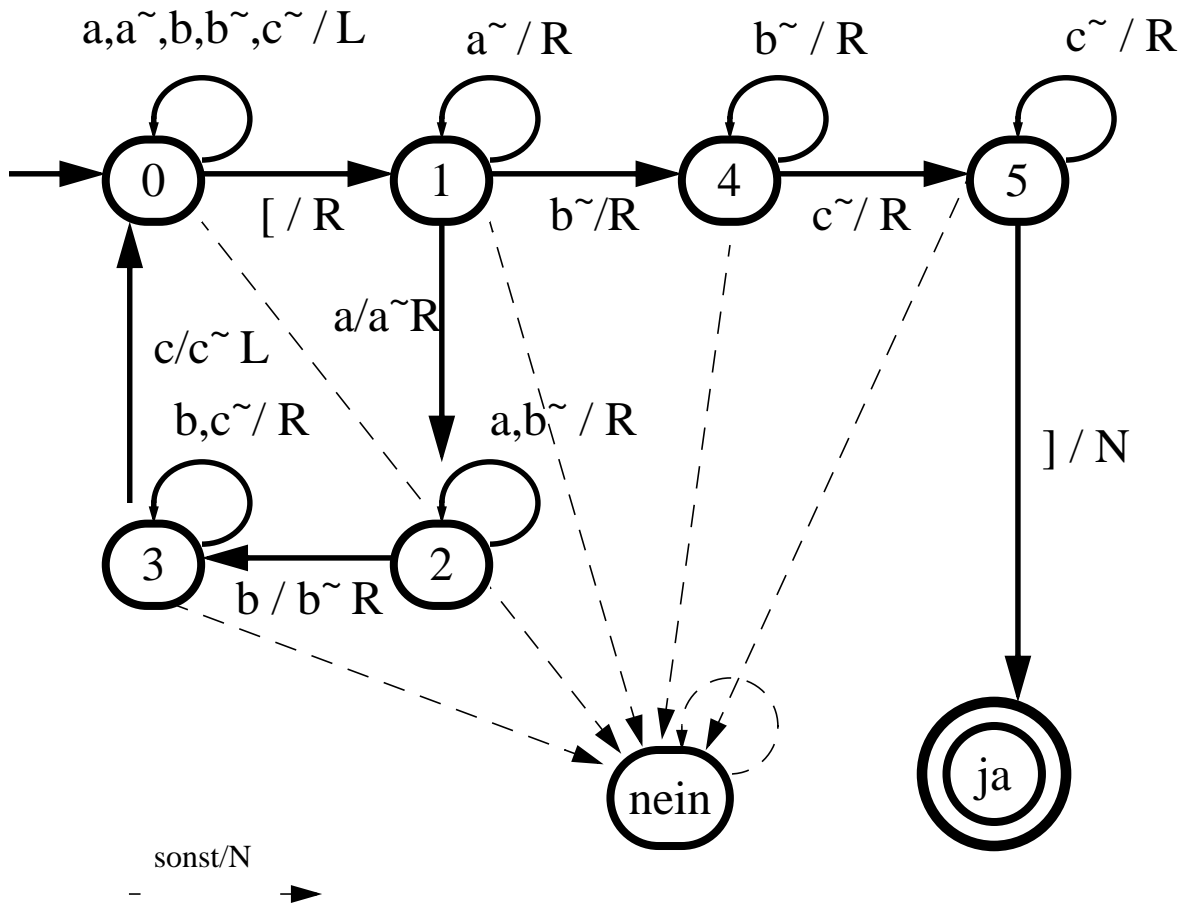 a,a~,b,b~,c~ / L
a~ / R
b~ / R
c~ / R
0
1
4
5
[ / R
b~/R
c~/ R
a/a~R
c/c~ L
b,c~/ R
a,b~ / R
] / N
3
2
b / b~ R
nein
ja
sonst/N